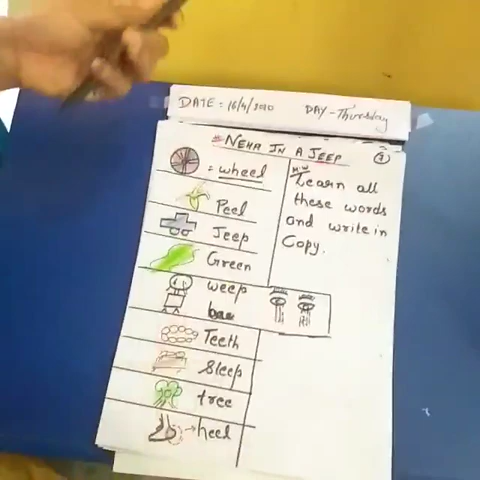 DATE: 16/4/2020 DAY - Thursday
NEHA IN A JEEP
2
= wheel
Peel
Jeep
Green
weep
Teeth
Sleep
tree
heel
H.W
Learn all
these words
and write in
Copy.